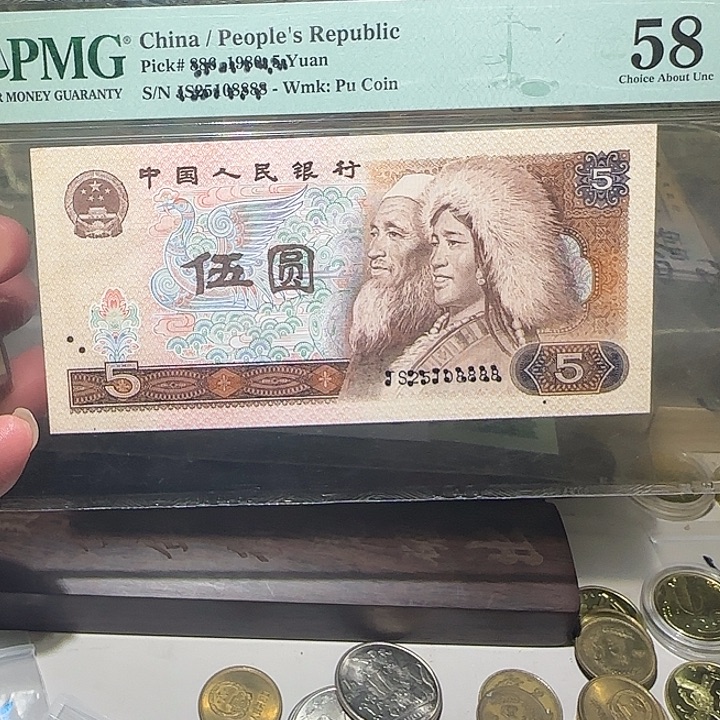 PMG® China / People's Republic
Pick# Yuan
R MONEY GUARANTY
S/N - Wmk: Pu Coin
58
Choice About Unc
中国人民银行
5
伍圆
5
5